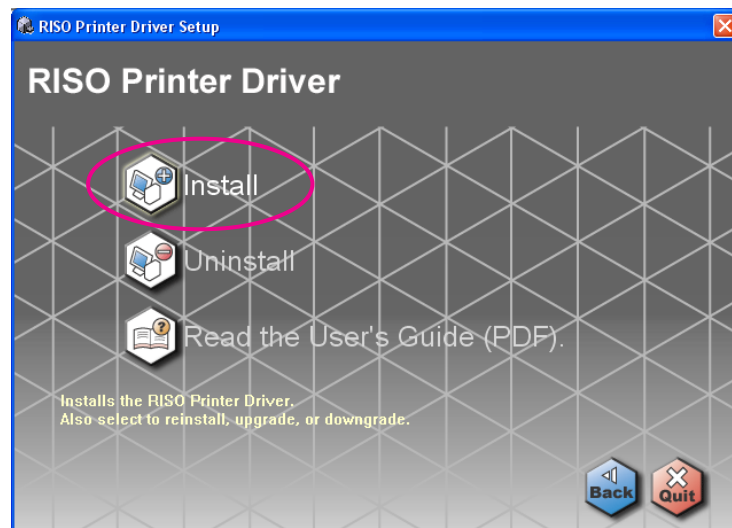 RISO Printer Driver Setup
RISO Printer Driver
Install
Uninstall
Read the User's Guide (PDF).
Installs the RISO Printer Driver.
Also select to reinstall, upgrade, or downgrade.
Back
Quit